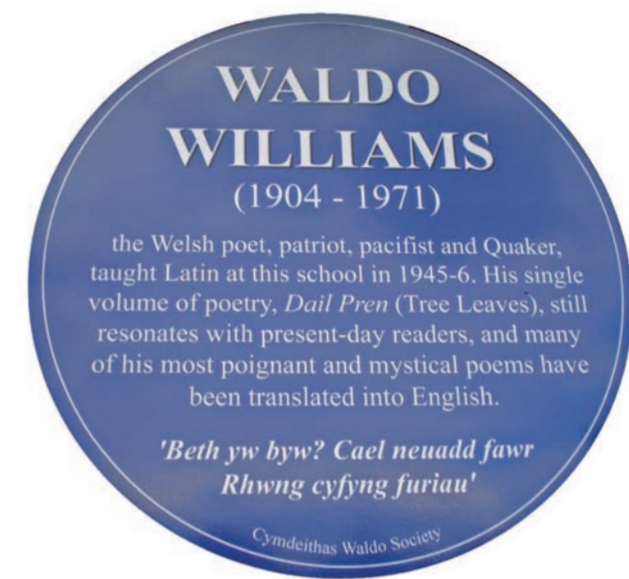 WALDO
WILLIAMS
(1904 - 1971)
the Welsh poet, patriot, pacifist and Quaker,
taught Latin at this school in 1945-6. His single
volume of poetry, Dail Pren (Tree Leaves), still
resonates with present-day readers, and many
of his most poignant and mystical poems have
been translated into English.
'Beth yw byw? Cael neuadd fawr
Rhwng cyfyng furiau'
Cymdeithas Waldo Society